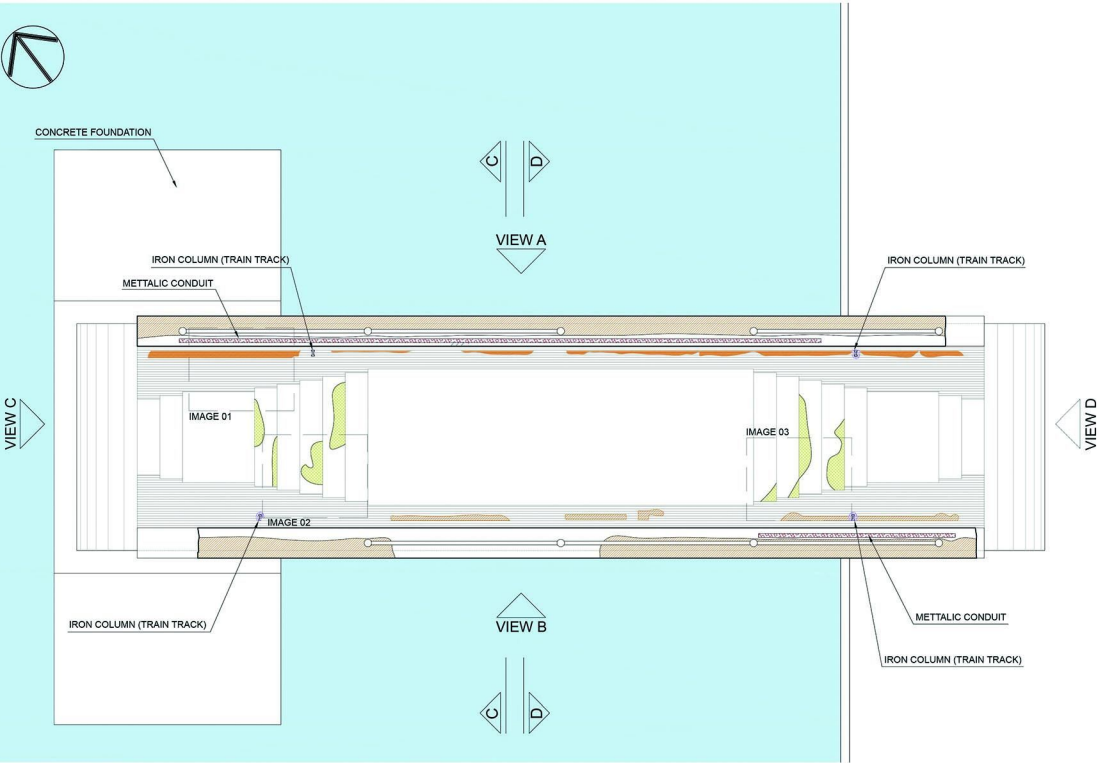 CONCRETE FOUNDATION
C
D
VIEW A
IRON COLUMN (TRAIN TRACK)
IRON COLUMN (TRAIN TRACK)
METTALIC CONDUIT
VIEW C
VIEW D
IMAGE 01
IMAGE 03
IMAGE 02
VIEW B
IRON COLUMN (TRAIN TRACK)
METTALIC CONDUIT
IRON COLUMN (TRAIN TRACK)
C
D